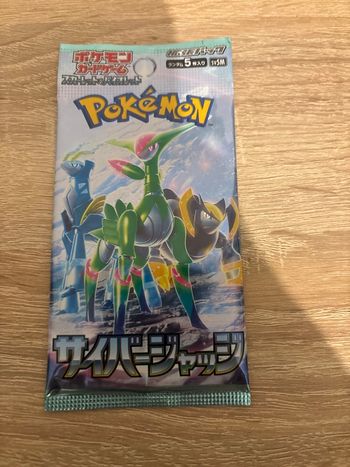 ポケモン
カードゲーム
スカーレット&バイオレット
拡張パック
ランダム5枚入り sv5M
POKéMON
サイバージャッジ